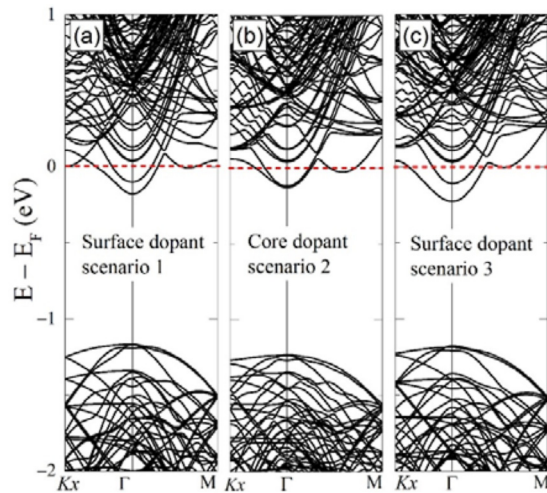 1
(a)
(b)
(c)
0
E − E_F (eV)
Surface dopant
scenario 1
Core dopant
scenario 2
Surface dopant
scenario 3
−1
−2
Kx Γ M Kx Γ M Kx Γ M